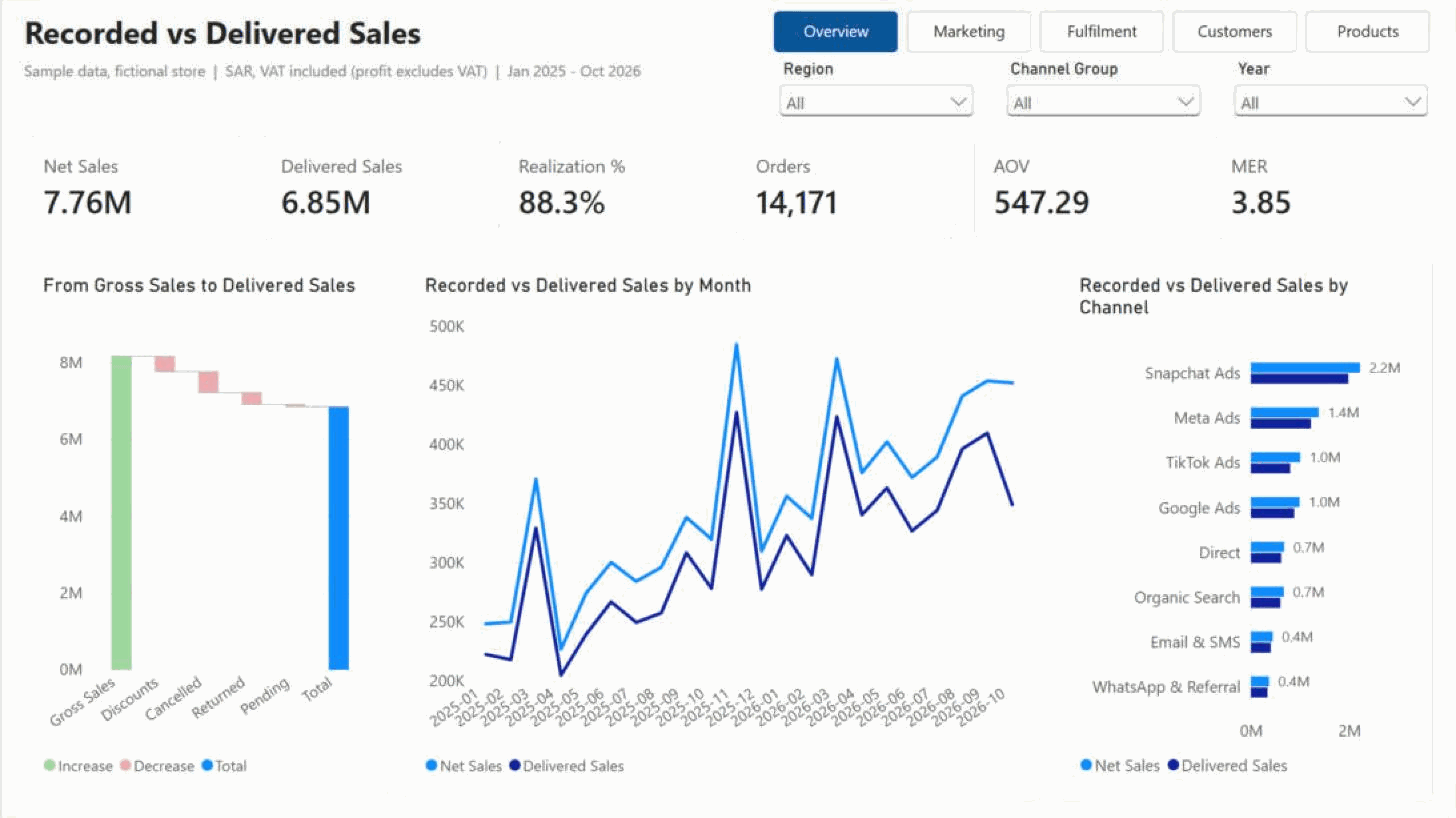 Recorded vs Delivered Sales
Sample data, fictional store | SAR, VAT included (profit excludes VAT) | Jan 2025 - Oct 2026
Overview
Marketing
Fulfilment
Customers
Products
Region
Channel Group
Year
All
All
All
Net Sales
7.76M
Delivered Sales
6.85M
Realization %
88.3%
Orders
14,171
AOV
547.29
MER
3.85
From Gross Sales to Delivered Sales
8M
6M
4M
2M
0M
Gross Sales
Discounts
Cancelled
Returned
Pending
Total
Increase
Decrease
Total
Recorded vs Delivered Sales by Month
500K
450K
400K
350K
300K
250K
200K
2025-01
2025-02
2025-03
2025-04
2025-05
2025-06
2025-07
2025-08
2025-09
2025-10
2025-11
2025-12
2026-01
2026-02
2026-03
2026-04
2026-05
2026-06
2026-07
2026-08
2026-09
2026-10
Net Sales
Delivered Sales
Recorded vs Delivered Sales by
Channel
Snapchat Ads 2.2M
Meta Ads 1.4M
TikTok Ads 1.0M
Google Ads 1.0M
Direct 0.7M
Organic Search 0.7M
Email & SMS 0.4M
WhatsApp & Referral 0.4M
0M
2M
Net Sales
Delivered Sales